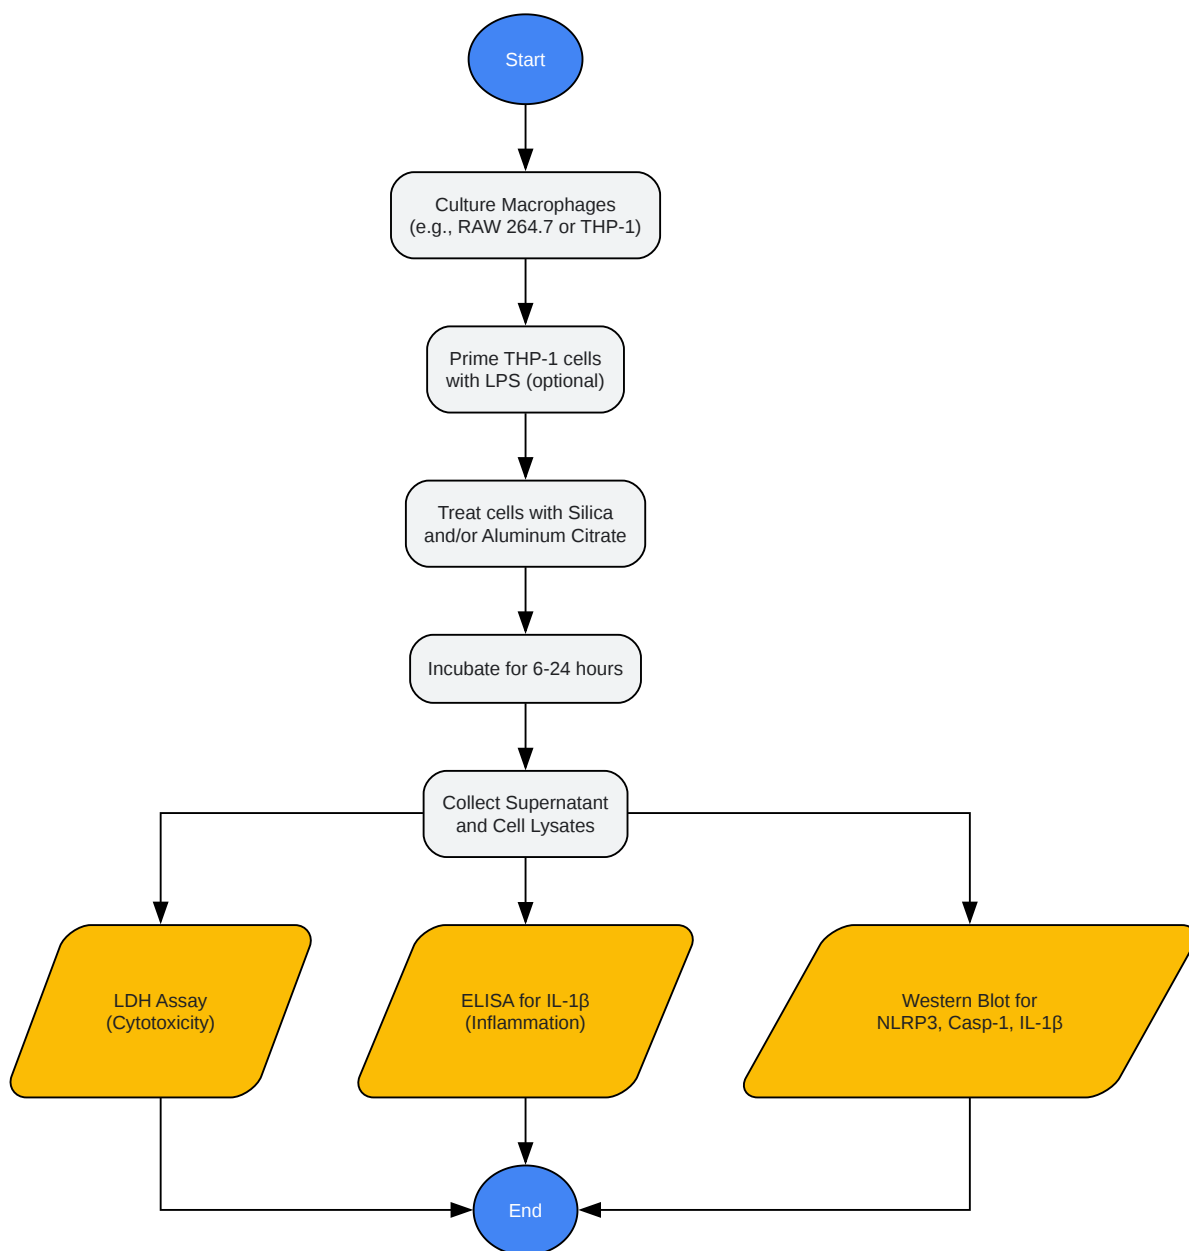 Start
Culture Macrophages
(e.g., RAW 264.7 or THP-1)
Prime THP-1 cells
with LPS (optional)
Treat cells with Silica
and/or Aluminum Citrate
Incubate for 6-24 hours
Collect Supernatant
and Cell Lysates
LDH Assay
(Cytotoxicity)
ELISA for IL-1β
(Inflammation)
Western Blot for
NLRP3, Casp-1, IL-1β
End